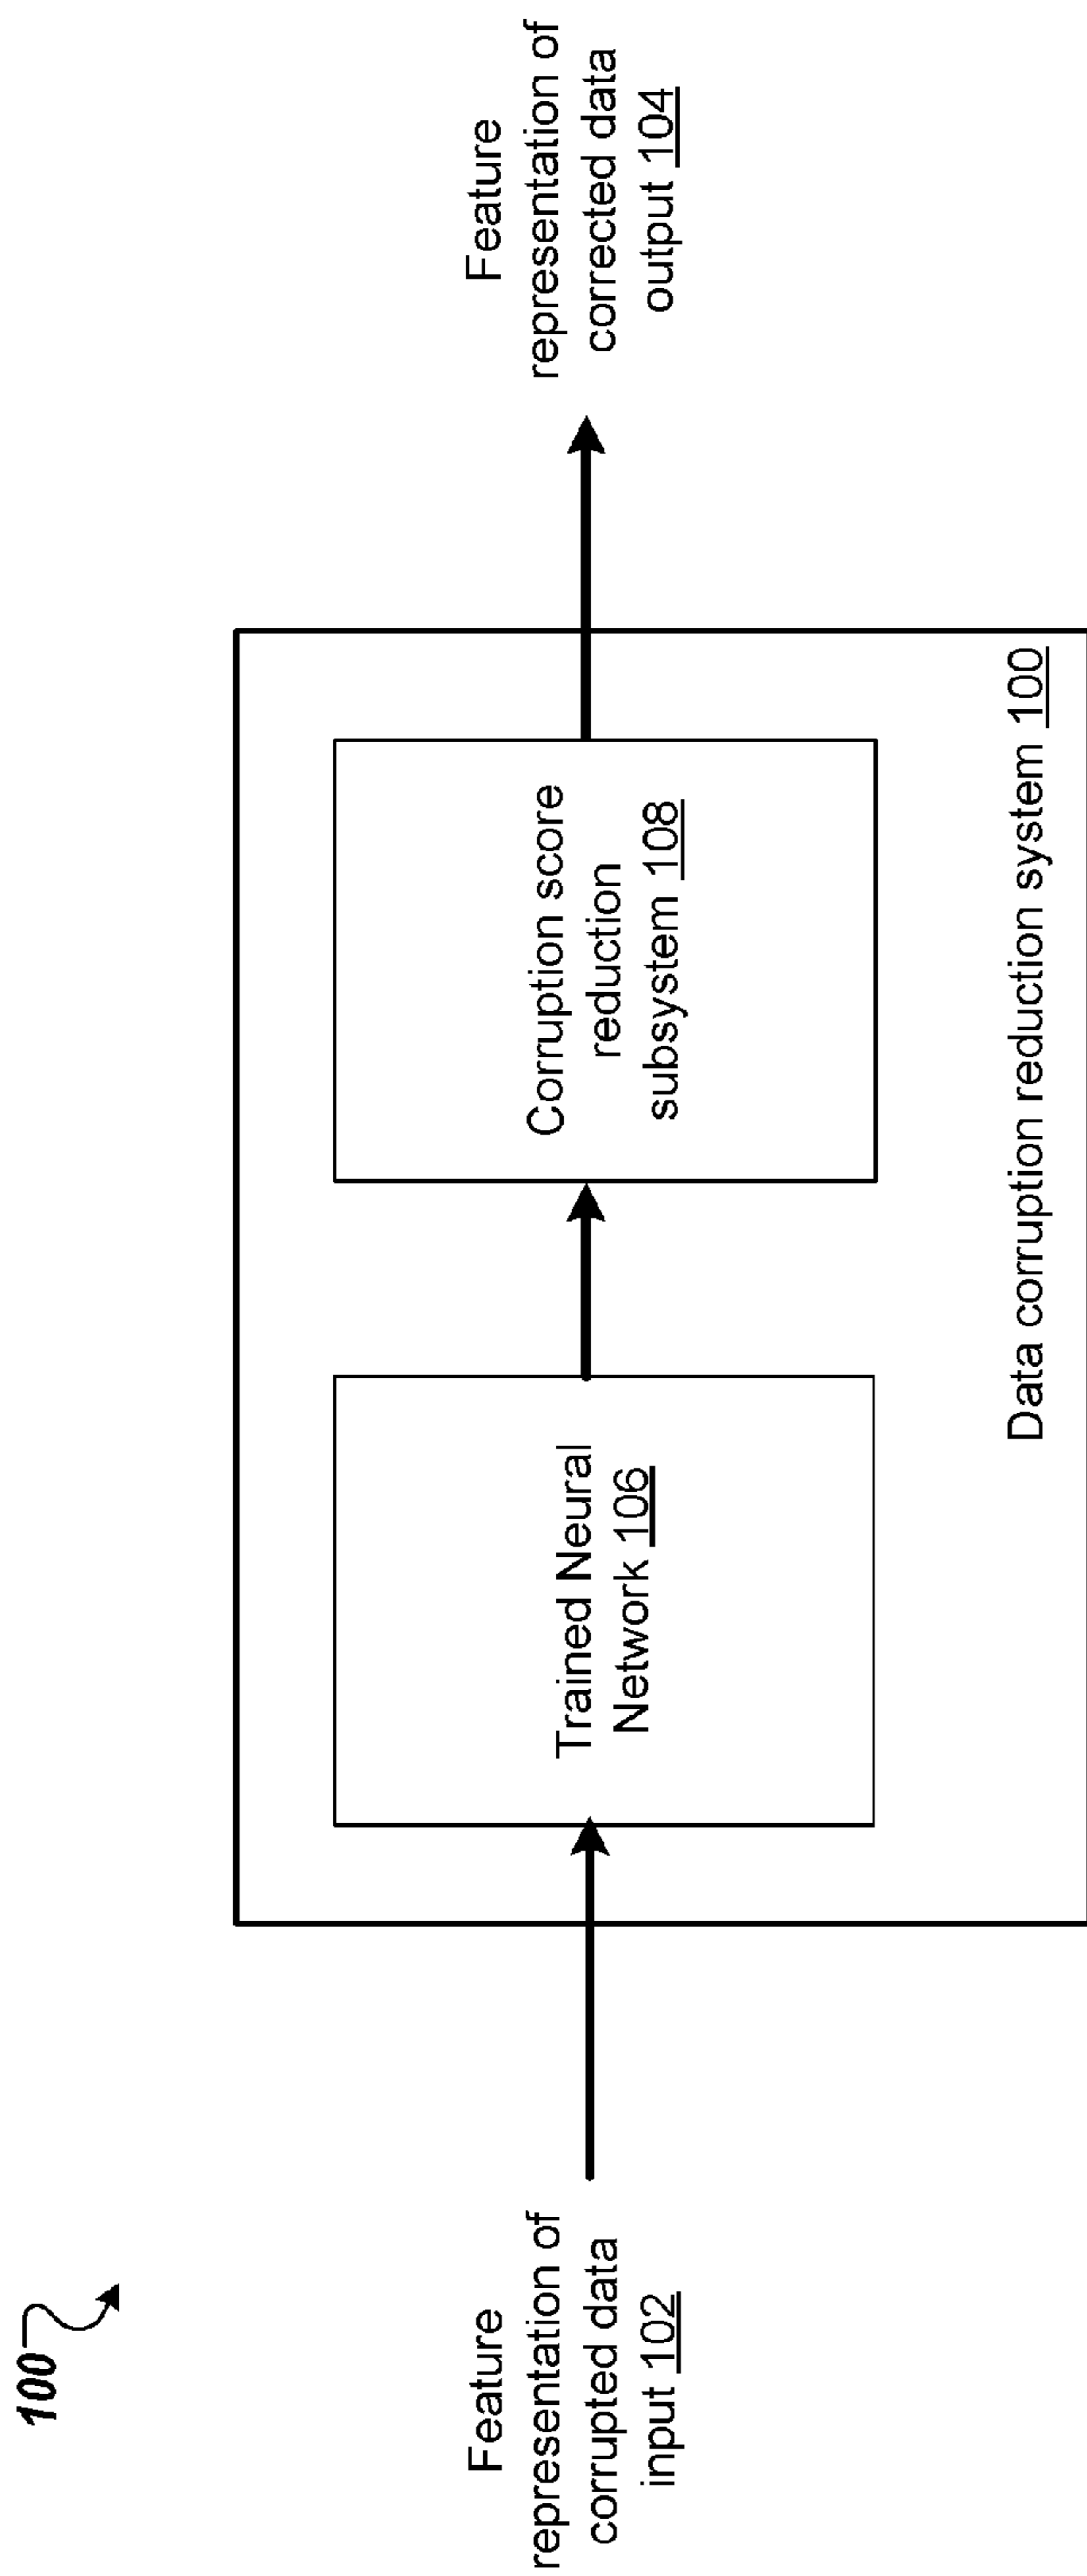 100
Feature
representation of
corrupted data
input 102
Trained Neural
Network 106
Corruption score
reduction
subsystem 108
Data corruption reduction system 100
Feature
representation of
corrected data
output 104